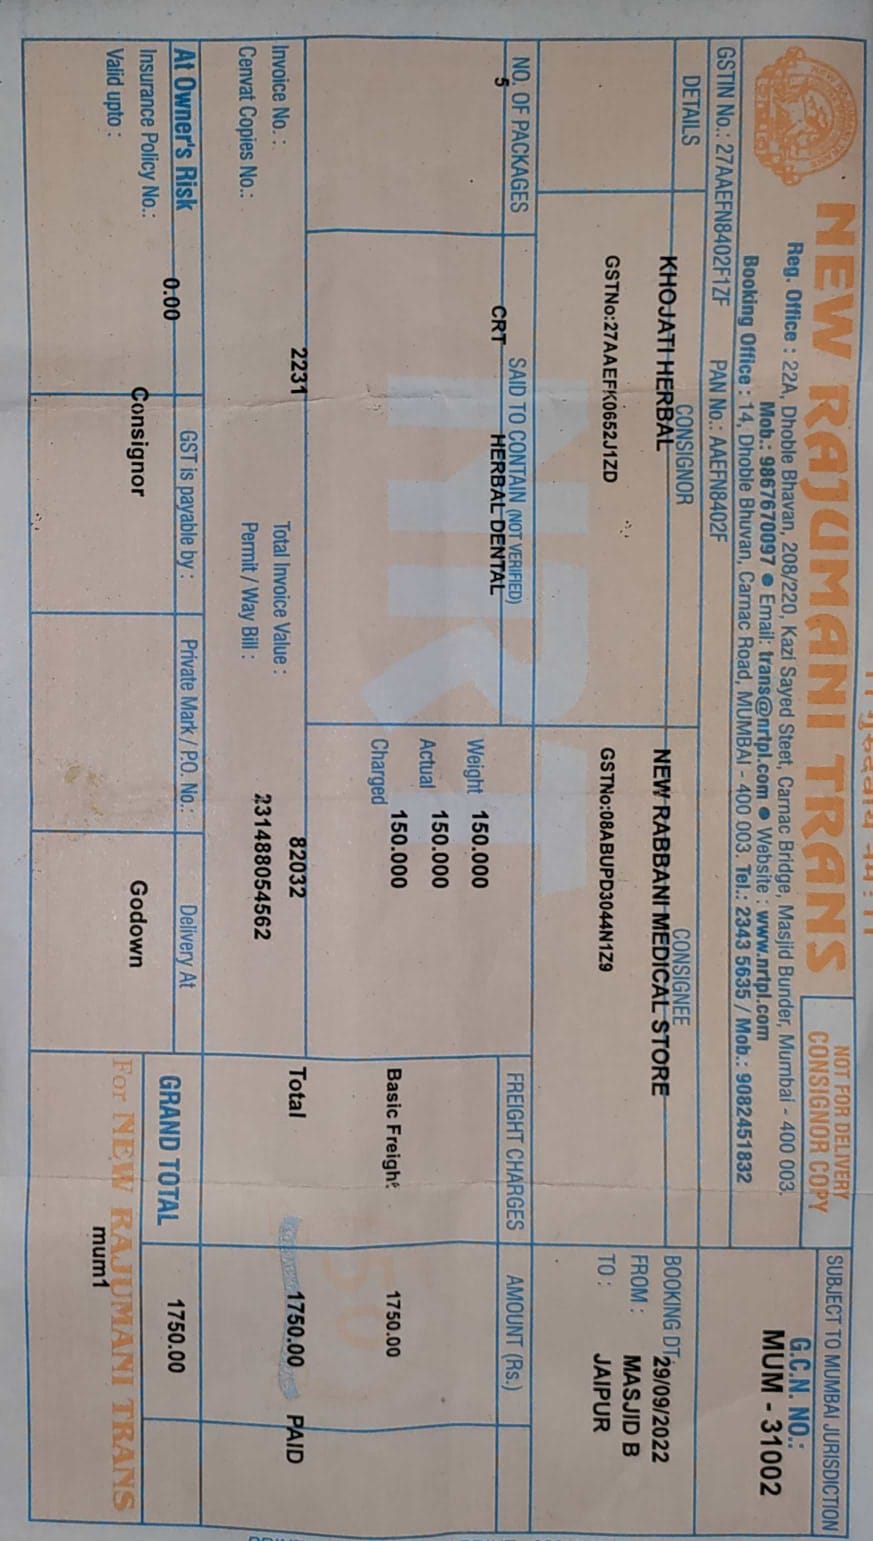 NEW RAJUMANI TRANS
NOT FOR DELIVERY
CONSIGNOR COPY
SUBJECT TO MUMBAI JURISDICTION
Reg. Office : 22A, Dhoble Bhavan, 208/220, Kazi Sayed Steet, Carnac Bridge, Masjid Bunder, Mumbai - 400 003.
Mob.: 9867670097 ● Email: trans@nrtpl.com ● Website : www.nrtpl.com
Booking Office : 14, Dhoble Bhuvan, Carnac Road, MUMBAI - 400 003. Tel.: 2343 5635 / Mob.: 9082451832
G.C.N. NO.:
MUM - 31002
GSTIN No.: 27AAEFN8402F1ZF PAN No.: AAEFN8402F
DETAILS
CONSIGNOR
CONSIGNEE
KHOJATI HERBAL
NEW RABBANI MEDICAL STORE
GSTNo:27AAEFK0652J1ZD
GSTNo:08ABUPD3044N1Z9
BOOKING DT. 29/09/2022
FROM : MASJID B
TO : JAIPUR
NO. OF PACKAGES
SAID TO CONTAIN (NOT VERIFIED)
FREIGHT CHARGES
AMOUNT (Rs.)
5
CRT HERBAL DENTAL
NRT
Weight 150.000
Actual 150.000
Charged 150.000
Basic Freight 1750.00
Invoice No. : 2231
Total Invoice Value : 82032
Total 1750.00 PAID
Cenvat Copies No.:
Permit / Way Bill : 231488054562
At Owner's Risk 0.00
GST is payable by :
Private Mark / P.O. No.:
Delivery At
GRAND TOTAL 1750.00
Insurance Policy No.:
Consignor
Godown
Valid upto :
For NEW RAJUMANI TRANS
mum1